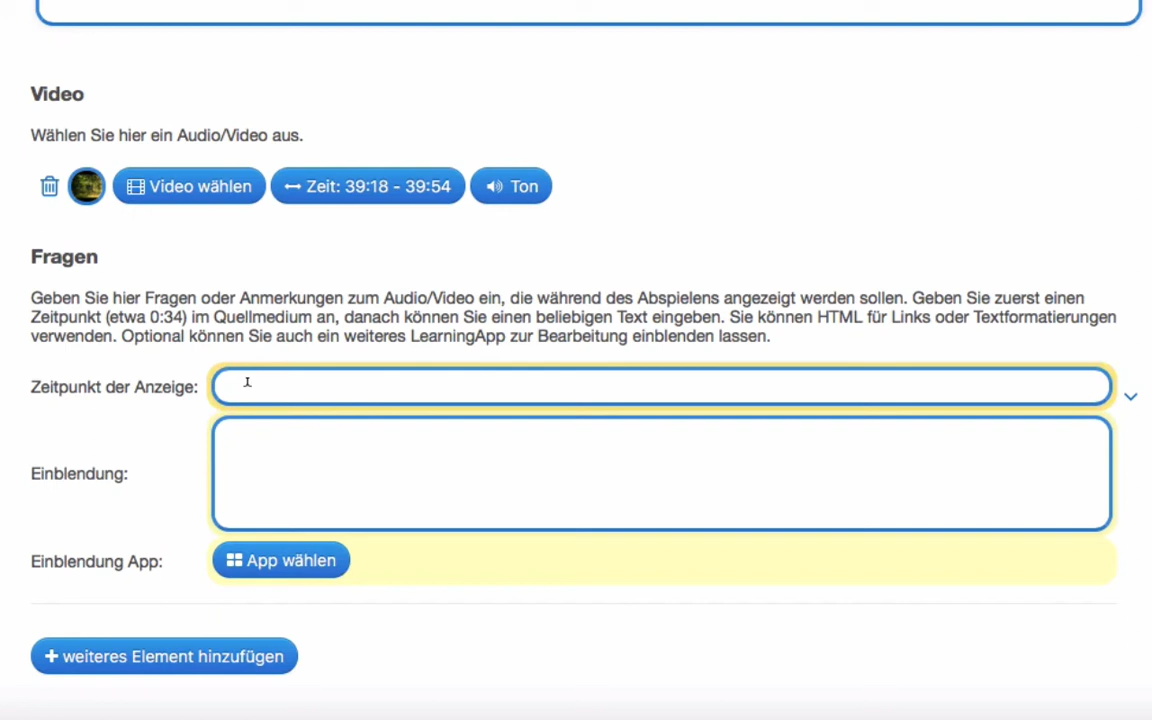 Video
Wählen Sie hier ein Audio/Video aus.
Video wählen
Zeit: 39:18 - 39:54
Ton
Fragen
Geben Sie hier Fragen oder Anmerkungen zum Audio/Video ein, die während des Abspielens angezeigt werden sollen. Geben Sie zuerst einen
Zeitpunkt (etwa 0:34) im Quellmedium an, danach können Sie einen beliebigen Text eingeben. Sie können HTML für Links oder Textformatierungen
verwenden. Optional können Sie auch ein weiteres LearningApp zur Bearbeitung einblenden lassen.
Zeitpunkt der Anzeige:
Einblendung:
Einblendung App:
App wählen
+ weiteres Element hinzufügen